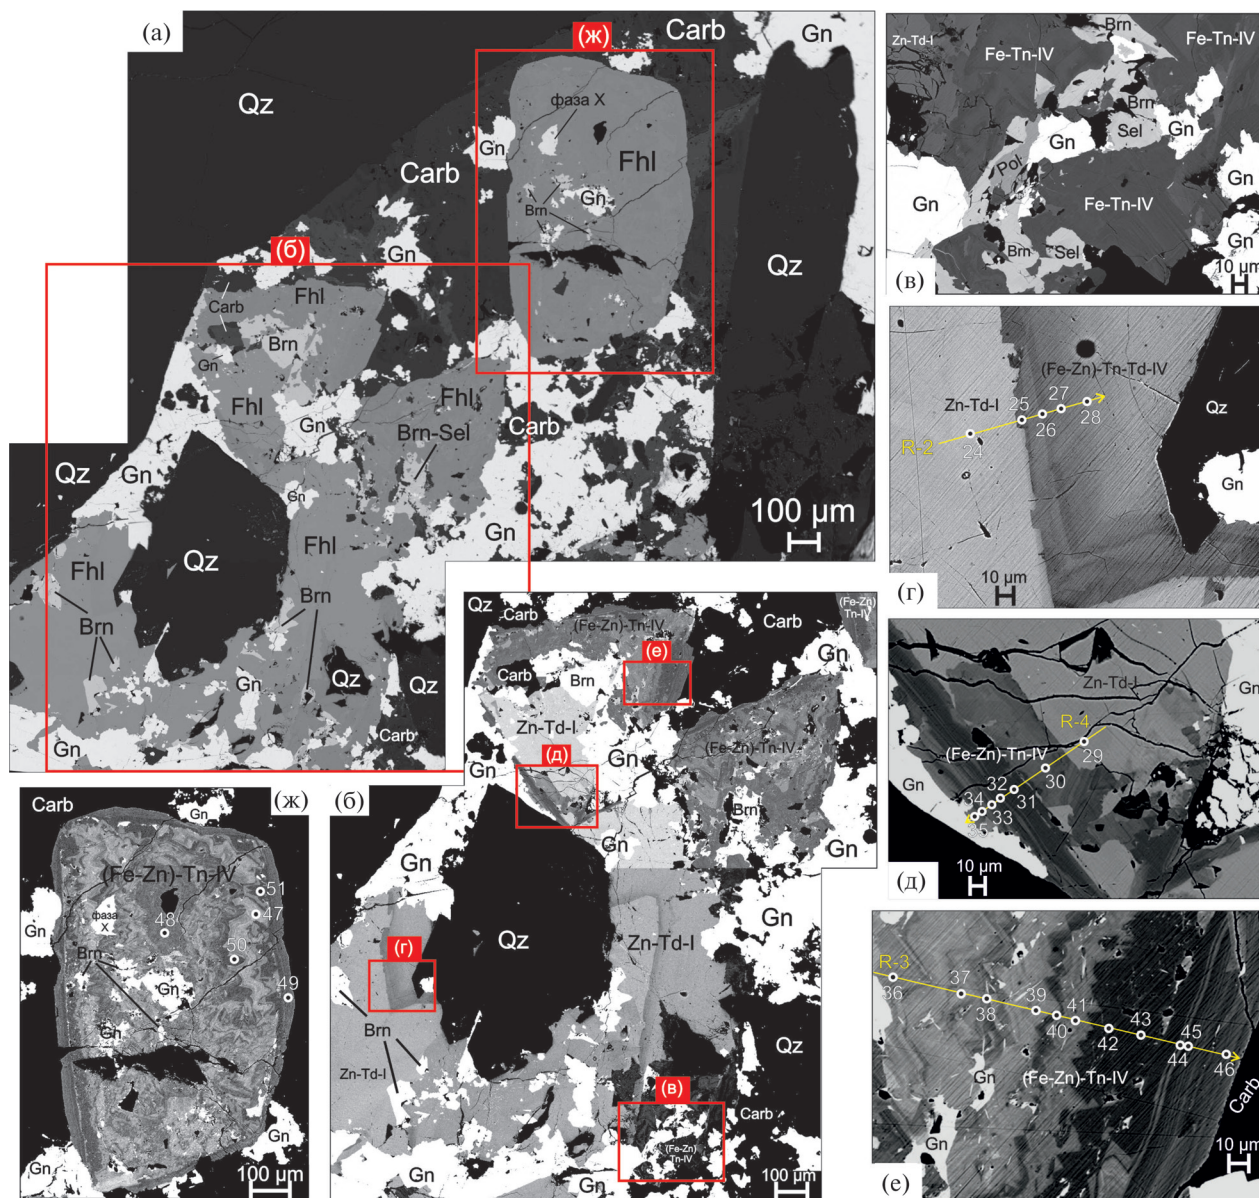 (а)
Qz
Carb
Gn
(ж)
фаза X
Fhl
Gn
Carb
Gn
Brn
Qz
(б)
Gn
Fhl
Carb
Brn
Gn
Fhl
Gn
Fhl
Brn-Sel
Carb
Qz
Gn
Gn
Gn
100 µm
Fhl
Qz
Fhl
Brn
Brn
Gn
Qz
Qz
Gn
Carb
(в)
Zn-Td-I
Fe-Tn-IV
Brn
Fe-Tn-IV
Brn
Gn
Sel
Gn
Pol
Gn
Fe-Tn-IV
Gn
Brn
Sel
Gn
10 µm
(г)
(Fe-Zn)-Tn-Td-IV
Zn-Td-I
25
27
26
28
R-2
24
Qz
Gn
10 µm
(д)
Zn-Td-I
Gn
R-4
29
(Fe-Zn)-Tn-IV
30
32
31
Gn
34
33
35
10 µm
(е)
R-3
36
37
38
39
41
40
43
42
45
44
46
Gn
(Fe-Zn)-Tn-IV
Gn
Carb
10 µm
(ж)
Carb
Gn
(Fe-Zn)-Tn-IV
51
фаза
X
48
47
Gn
Brn
50
Gn
49
Gn
Gn
Gn
100 µm
(б)
Qz
Carb
(Fe-Zn)-Tn-IV
Carb
(Fe-Zn)
Tn-IV
(е)
Gn
Carb
Brn
Zn-Td-I
(Fe-Zn)-Tn-IV
(д)
Gn
Gn
Brn
Gn
Gn
Gn
Qz
Zn-Td-I
Gn
(г)
Brn
Qz
Zn-Td-I
(в)
Carb
(Fe-Zn)
Tn-IV
Gn
Gn
100 µm